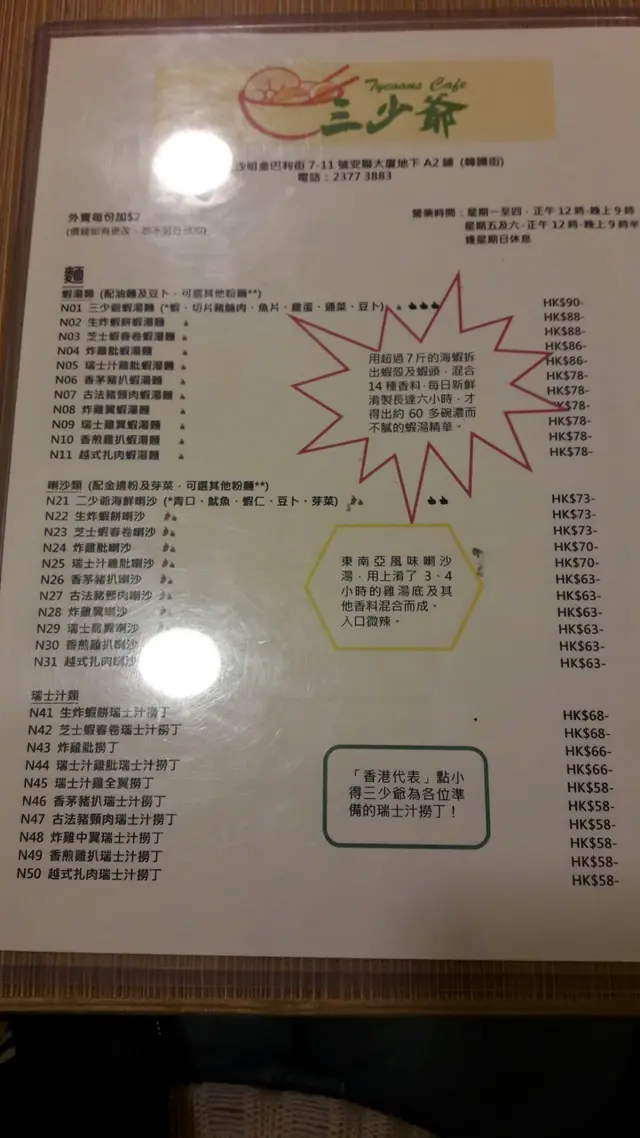 Tycoons Cafe
三少爺
金巴利街 7-11 號安聯大廈地下 A2 鋪 (韓國街)
電話：2377 3883
外賣每份加$2
營業時間：星期一至四 - 正午 12 時-晚上 9 時
星期五及六 - 正午 12 時-晚上 9 時半
逢星期日休息
麵
蝦湯類 (配油麵及豆卜，可選其他粉麵**)
N01 三少爺蝦湯麵 (*蝦、切片豬腩肉、魚片、雞蛋、通菜、豆卜) HK$90-
N02 生炸蝦餅蝦湯麵 HK$88-
N03 芝士蝦春卷蝦湯麵 HK$88-
N04 炸雞肶蝦湯麵 HK$86-
N05 瑞士汁雞肶蝦湯麵 HK$86-
N06 香茅豬扒蝦湯麵 HK$78-
N07 古法豬頸肉蝦湯麵 HK$78-
N08 炸雞翼蝦湯麵 HK$78-
N09 瑞士雞翼蝦湯麵 HK$78-
N10 香煎雞扒蝦湯麵 HK$78-
N11 越式扎肉蝦湯麵 HK$78-
用超過 7 斤的海蝦拆
出蝦殼及蝦頭，混合
14 種香料，每日新鮮
淆製長達六小時，才
得出約 60 多碗濃而
不膩的蝦湯精華。
喇沙類 (配金邊粉及芽菜，可選其他粉麵**)
N21 二少爺海鮮喇沙 (*青口、魷魚、蝦仁、豆卜、芽菜) HK$73-
N22 生炸蝦餅喇沙 HK$73-
N23 芝士蝦春卷喇沙 HK$73-
N24 炸雞肶喇沙 HK$70-
N25 瑞士汁雞肶喇沙 HK$70-
N26 香茅豬扒喇沙 HK$63-
N27 古法豬頸肉喇沙 HK$63-
N28 炸雞翼喇沙 HK$63-
N29 瑞士雞翼喇沙 HK$63-
N30 香煎雞扒喇沙 HK$63-
N31 越式扎肉喇沙 HK$63-
東南亞風味喇沙
湯，用上淆了 3、4
小時的雞湯底及其
他香料混合而成。
入口微辣。
瑞士汁類
N41 生炸蝦餅瑞士汁撈丁 HK$68-
N42 芝士蝦春卷瑞士汁撈丁 HK$68-
N43 炸雞肶撈丁 HK$66-
N44 瑞士汁雞肶瑞士汁撈丁 HK$66-
N45 瑞士汁雞全翼撈丁 HK$58-
N46 香茅豬扒瑞士汁撈丁 HK$58-
N47 古法豬頸肉瑞士汁撈丁 HK$58-
N48 炸雞中翼瑞士汁撈丁 HK$58-
N49 香煎雞扒瑞士汁撈丁 HK$58-
N50 越式扎肉瑞士汁撈丁 HK$58-
「香港代表」點小
得三少爺為各位準
備的瑞士汁撈丁！